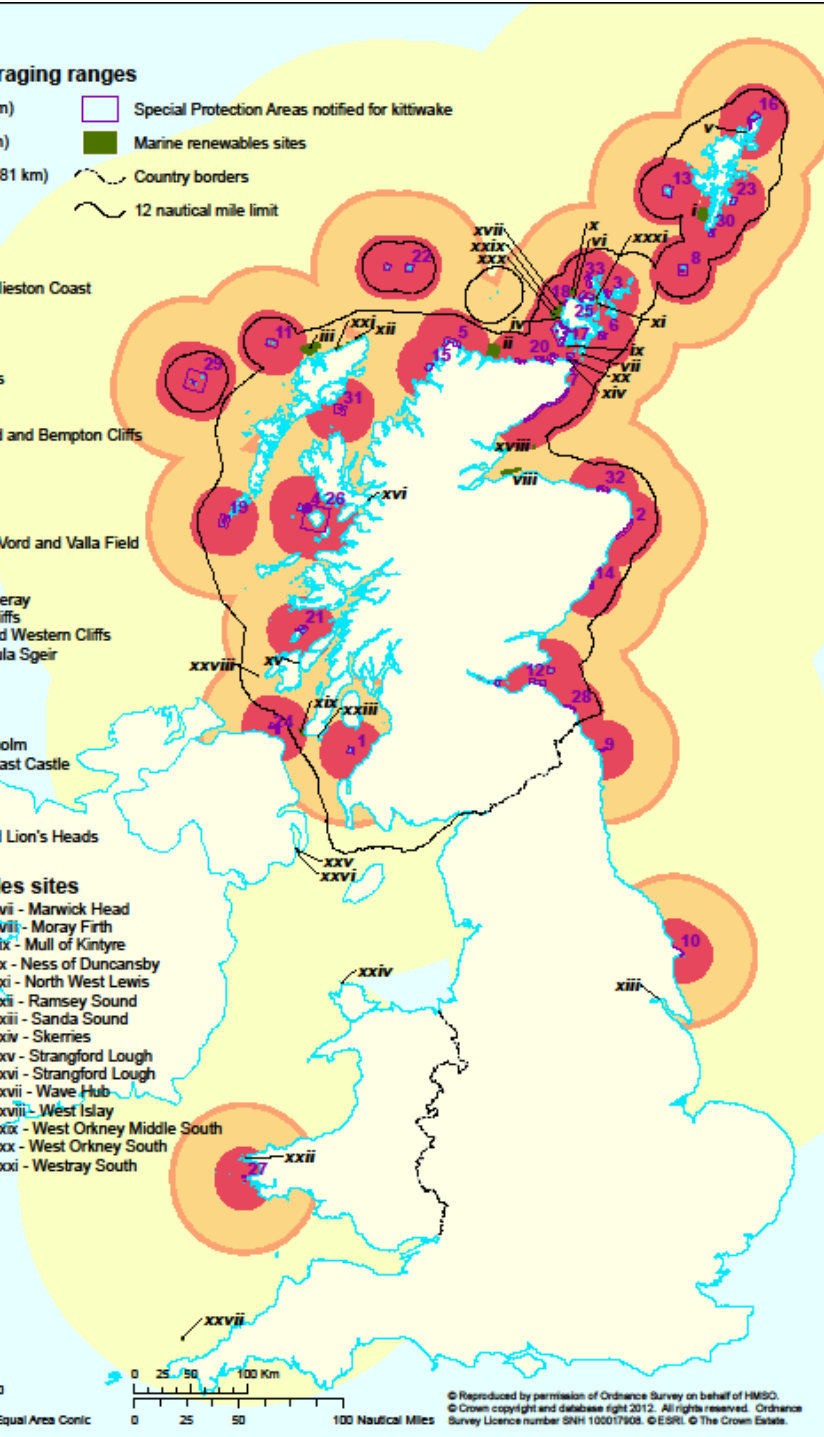 raging ranges
m) Special Protection Areas notified for kittiwake
m) Marine renewables sites
81 km) Country borders
12 nautical mile limit
lieston Coast
s
d and Bempton Cliffs
Vord and Valla Field
eray
iffs
d Western Cliffs
ula Sgeir
olm
ast Castle
l Lion's Heads
les sites
vii - Marwick Head
viii - Moray Firth
ix - Mull of Kintyre
x - Ness of Duncansby
xi - North West Lewis
xii - Ramsey Sound
xiii - Sanda Sound
xiv - Skerries
xv - Strangford Lough
xvi - Strangford Lough
xvii - Wave Hub
xviii - West Islay
xix - West Orkney Middle South
xx - West Orkney South
xxi - Westray South
16
v
13
23
i
30
8
22
xvii
xxix
xxx
x
vi
xxxi
33
3
18
25
xi
iv
17
6
11
iii
xxi
xii
5
ii
15
20
ix
vii
xx
xiv
29
31
xviii
viii
32
19
4
26
xvi
2
14
21
xxviii
xv
12
28
xix
xxiii
24
1
9
xxv
xxvi
10
xxiv
xiii
xxii
27
xxvii
0 25 50 100 Km
0 25 50 100 Nautical Miles
Equal Area Conic
© Reproduced by permission of Ordnance Survey on behalf of HMSO.
© Crown copyright and database right 2012. All rights reserved. Ordnance
Survey Licence number SNH 100017908. © ESRI. © The Crown Estate.